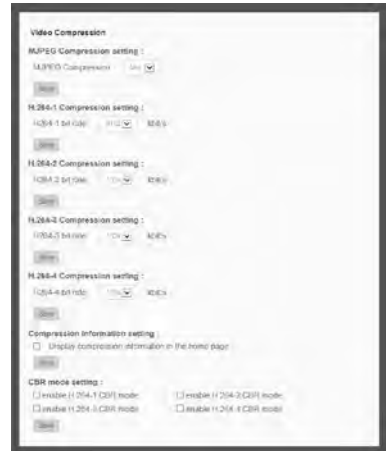 Video Compression
MJPEG Compression setting :
MJPEG Compression
Save
H.264-1 Compression setting :
H264-1 bit rate kbit/s
Save
H.264-2 Compression setting :
H264-2 bit rate kbit/s
Save
H.264-3 Compression setting :
H264-3 bit rate kbit/s
Save
H.264-4 Compression setting :
H264-4 bit rate kbit/s
Save
Compression information setting :
Display compression information in the home page
Save
CBR mode setting :
enable H.264-1 CBR mode enable H.264-2 CBR mode
enable H.264-3 CBR mode enable H.264-4 CBR mode
Save